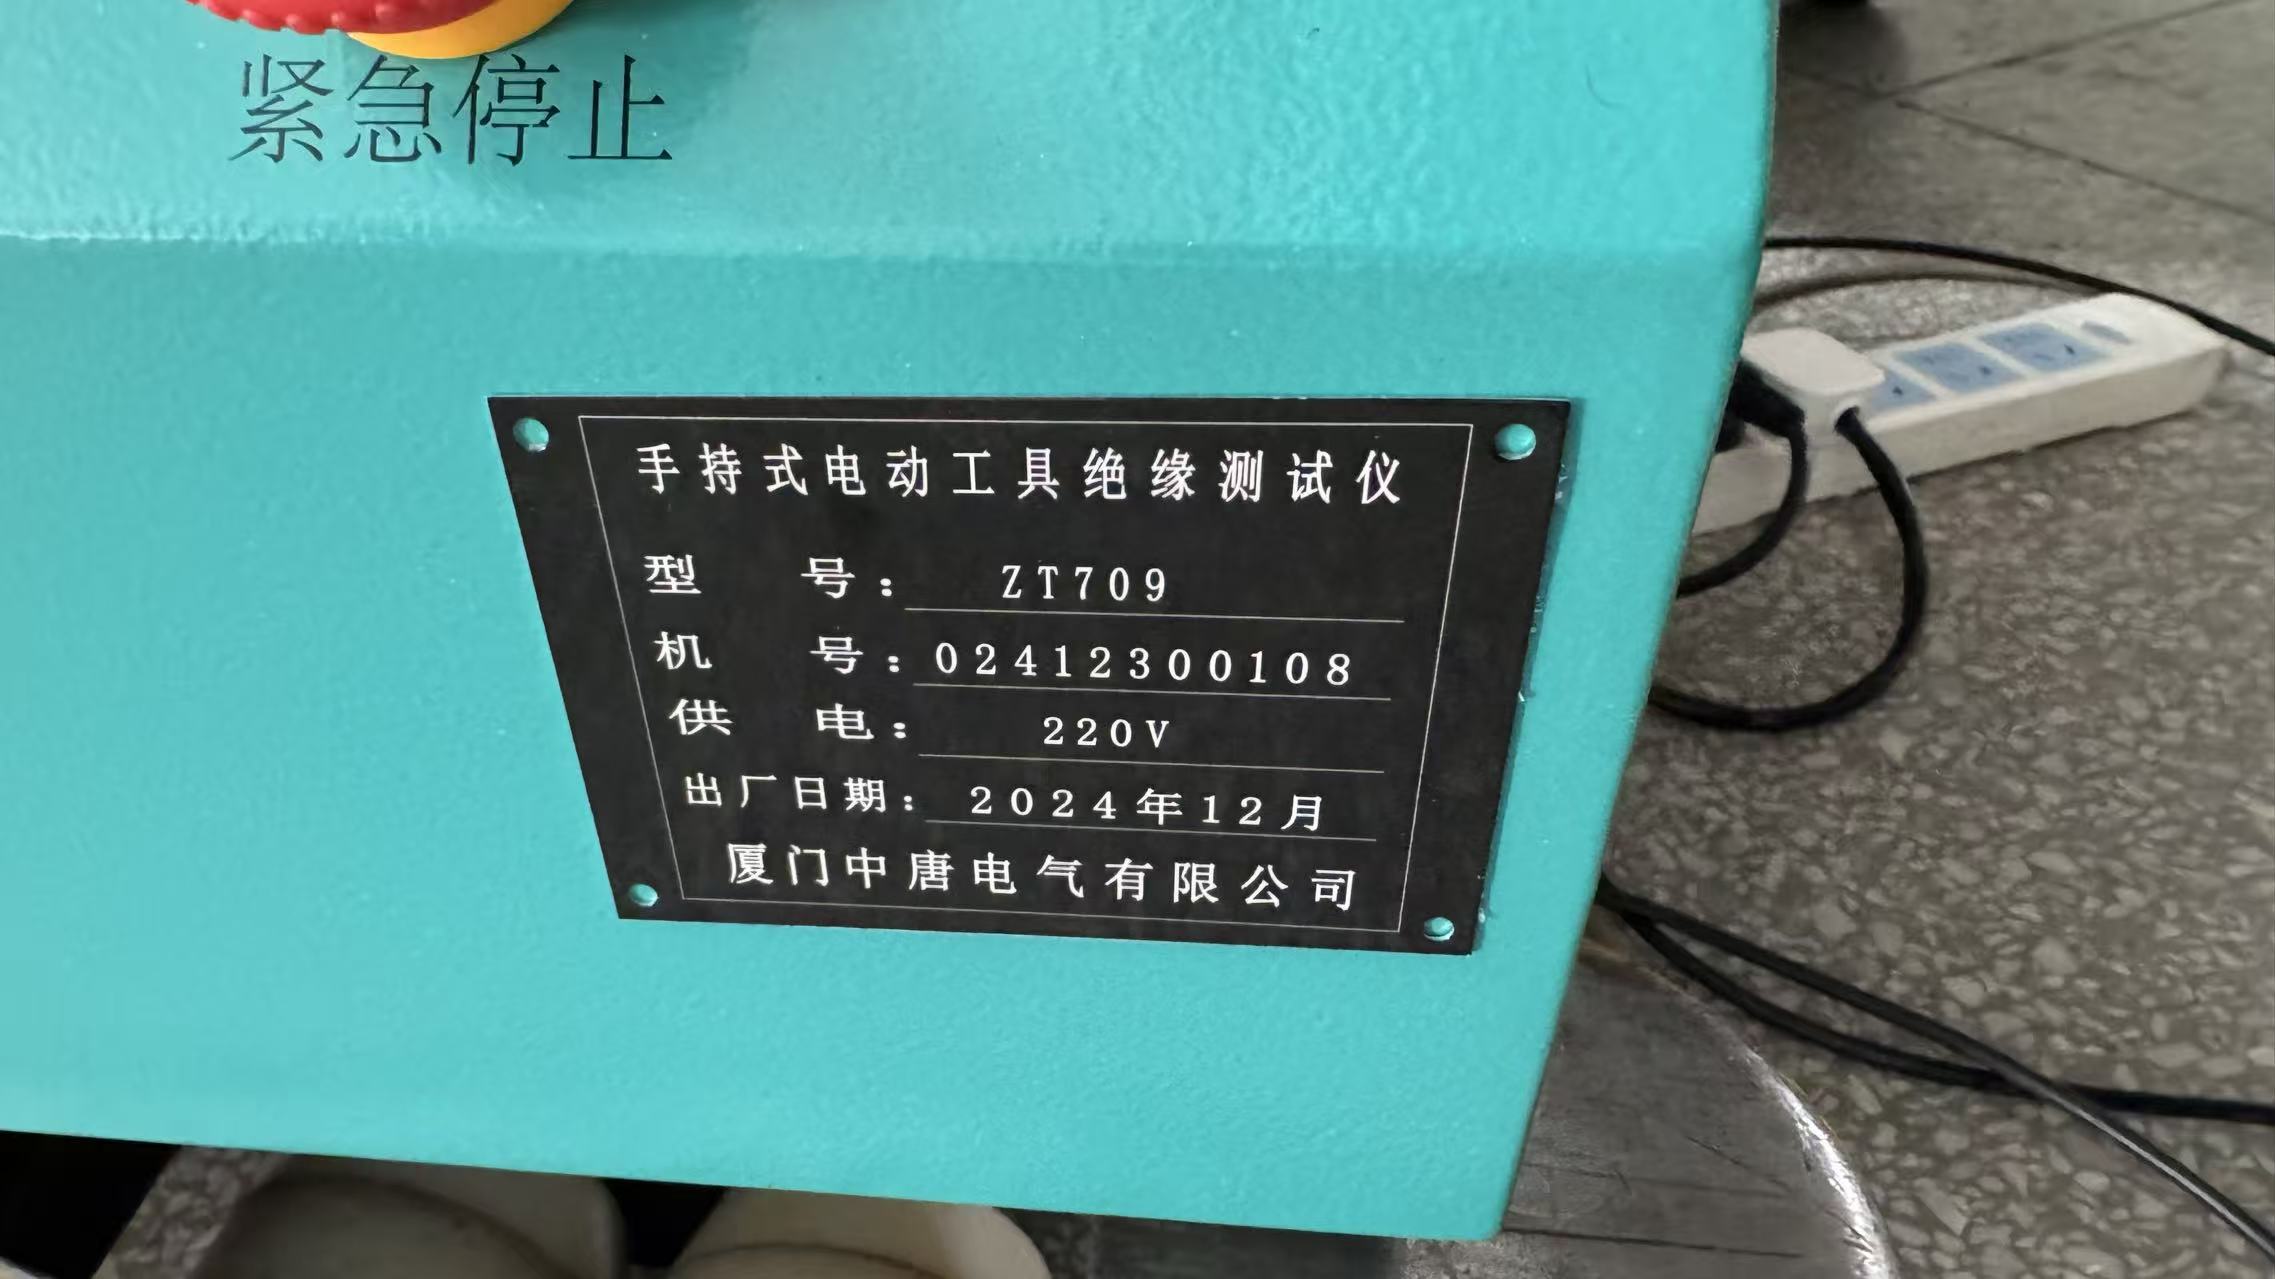 紧急停止
手持式电动工具绝缘测试仪
型 号: ZT709
机 号:02412300108
供 电: 220V
出厂日期: 2024年12月
厦门中唐电气有限公司